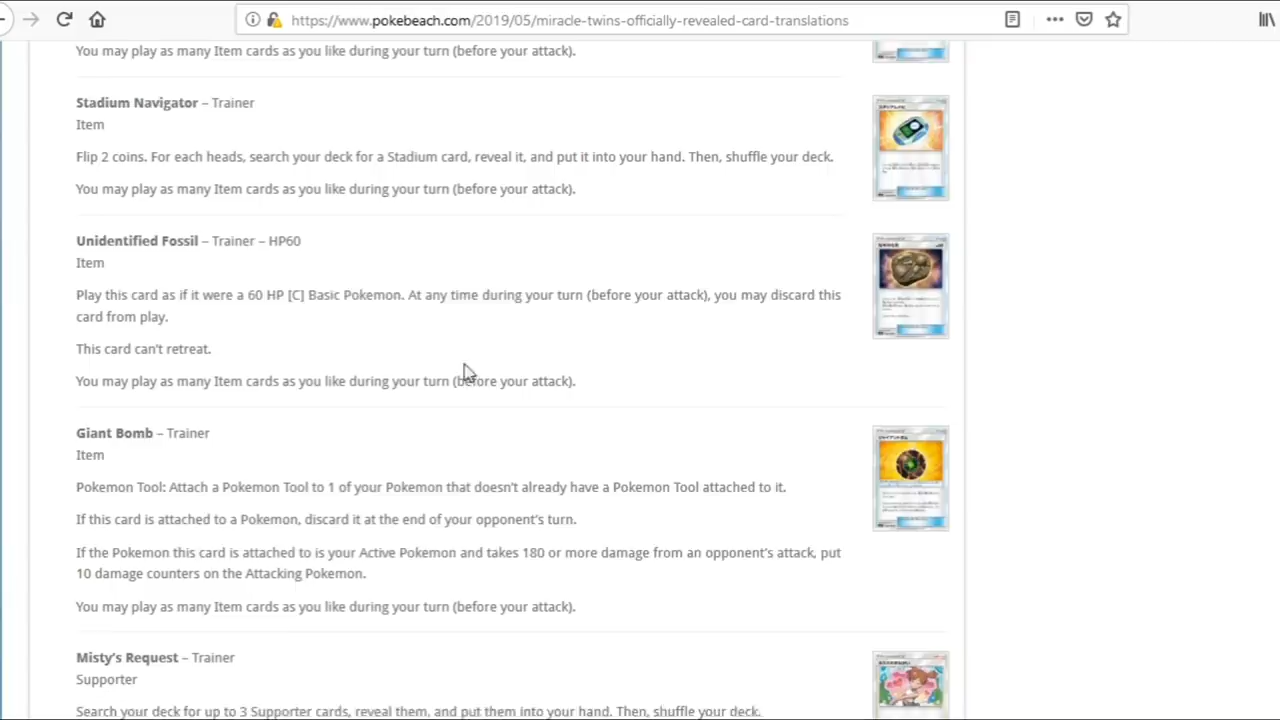 https://www.pokebeach.com/2019/05/miracle-twins-officially-revealed-card-translations
You may play as many Item cards as you like during your turn (before your attack).
Stadium Navigator – Trainer
Item
Flip 2 coins. For each heads, search your deck for a Stadium card, reveal it, and put it into your hand. Then, shuffle your deck.
You may play as many Item cards as you like during your turn (before your attack).
Unidentified Fossil – Trainer – HP60
Item
Play this card as if it were a 60 HP [C] Basic Pokemon. At any time during your turn (before your attack), you may discard this
card from play.
This card can't retreat.
You may play as many Item cards as you like during your turn (before your attack).
Giant Bomb – Trainer
Item
Pokemon Tool: Attach a Pokemon Tool to 1 of your Pokemon that doesn't already have a Pokemon Tool attached to it.
If this card is attached to a Pokemon, discard it at the end of your opponent's turn.
If the Pokemon this card is attached to is your Active Pokemon and takes 180 or more damage from an opponent's attack, put
10 damage counters on the Attacking Pokemon.
You may play as many Item cards as you like during your turn (before your attack).
Misty's Request – Trainer
Supporter
Search your deck for up to 3 Supporter cards, reveal them, and put them into your hand. Then, shuffle your deck.